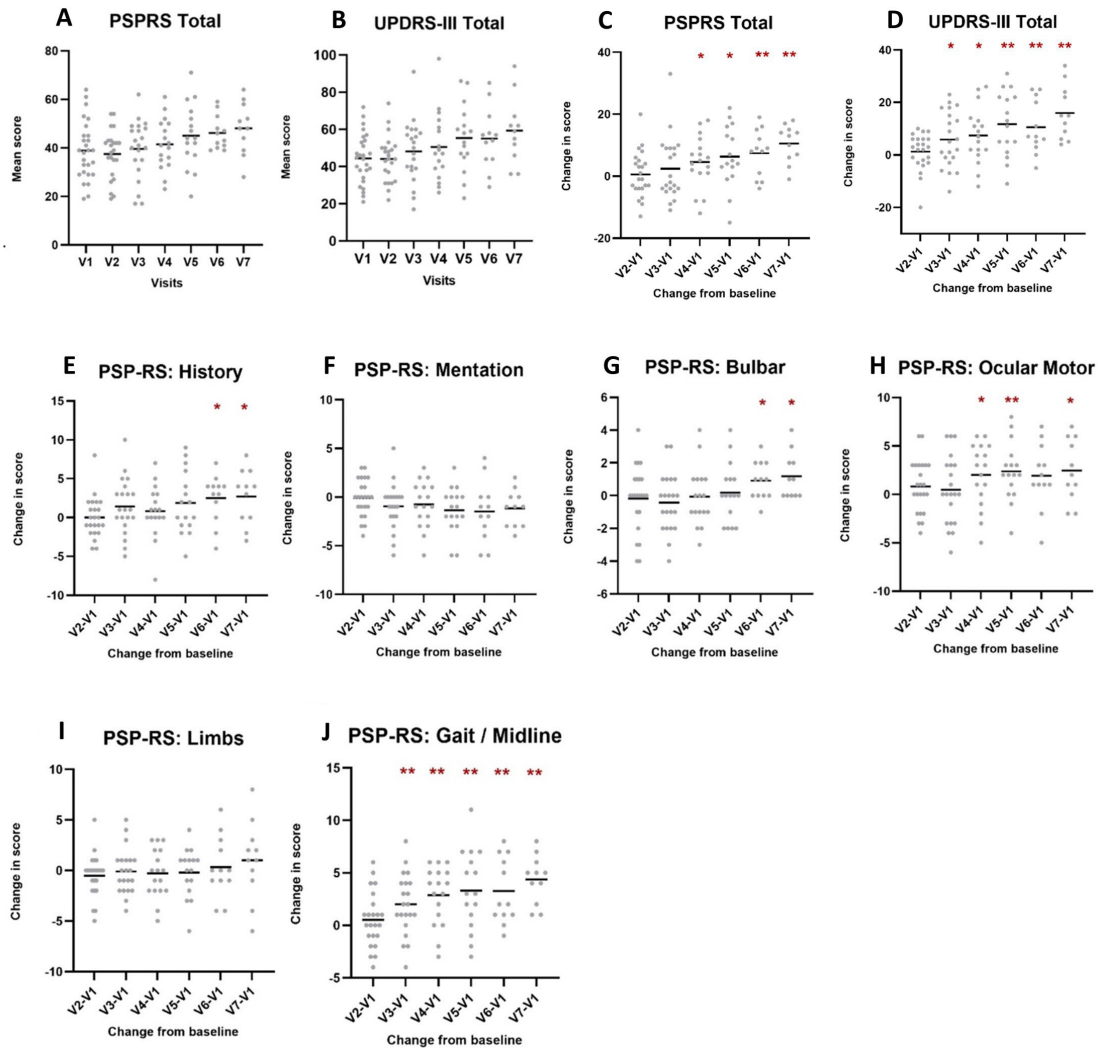 A PSPRS Total
80
60
40
20
0
Mean score
V1 V2 V3 V4 V5 V6 V7
Visits
B UPDRS-III Total
100
80
60
40
20
0
Mean score
V1 V2 V3 V4 V5 V6 V7
Visits
C PSPRS Total
* * ** **
40
20
0
-20
Change in score
V2-V1 V3-V1 V4-V1 V5-V1 V6-V1 V7-V1
Change from baseline
D UPDRS-III Total
* * ** ** **
40
20
0
-20
Change in score
V2-V1 V3-V1 V4-V1 V5-V1 V6-V1 V7-V1
Change from baseline
E PSP-RS: History
* *
15
10
5
0
-5
-10
Change in score
V2-V1 V3-V1 V4-V1 V5-V1 V6-V1 V7-V1
Change from baseline
F PSP-RS: Mentation
10
5
0
-5
-10
Change in score
V2-V1 V3-V1 V4-V1 V5-V1 V6-V1 V7-V1
Change from baseline
G PSP-RS: Bulbar
* *
6
4
2
0
-2
-4
-6
Change in score
V2-V1 V3-V1 V4-V1 V5-V1 V6-V1 V7-V1
Change from baseline
H PSP-RS: Ocular Motor
* ** *
10
5
0
-5
-10
Change in score
V2-V1 V3-V1 V4-V1 V5-V1 V6-V1 V7-V1
Change from baseline
I PSP-RS: Limbs
10
5
0
-5
-10
Change in score
V2-V1 V3-V1 V4-V1 V5-V1 V6-V1 V7-V1
Change from baseline
J PSP-RS: Gait / Midline
** ** ** ** **
15
10
5
0
-5
Change in score
V2-V1 V3-V1 V4-V1 V5-V1 V6-V1 V7-V1
Change from baseline